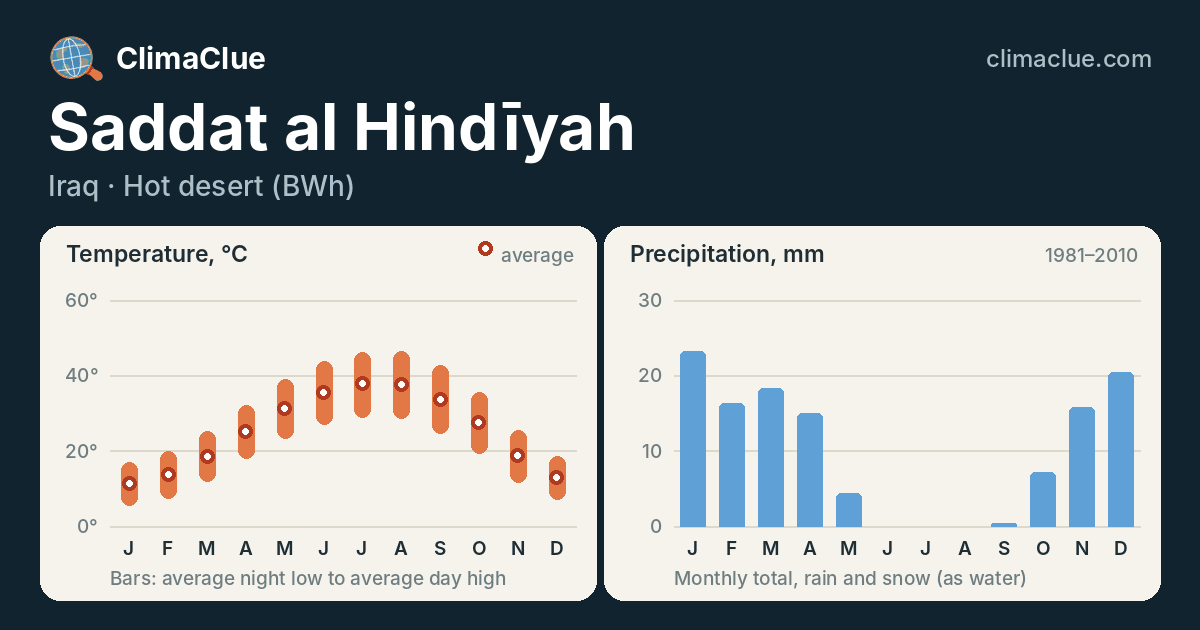 ClimaClue
climaclue.com
Saddat al Hindīyah
Iraq · Hot desert (BWh)
Temperature, °C
average
60°
40°
20°
0°
J F M A M J J A S O N D
Bars: average night low to average day high
Precipitation, mm
1981–2010
30
20
10
0
J F M A M J J A S O N D
Monthly total, rain and snow (as water)